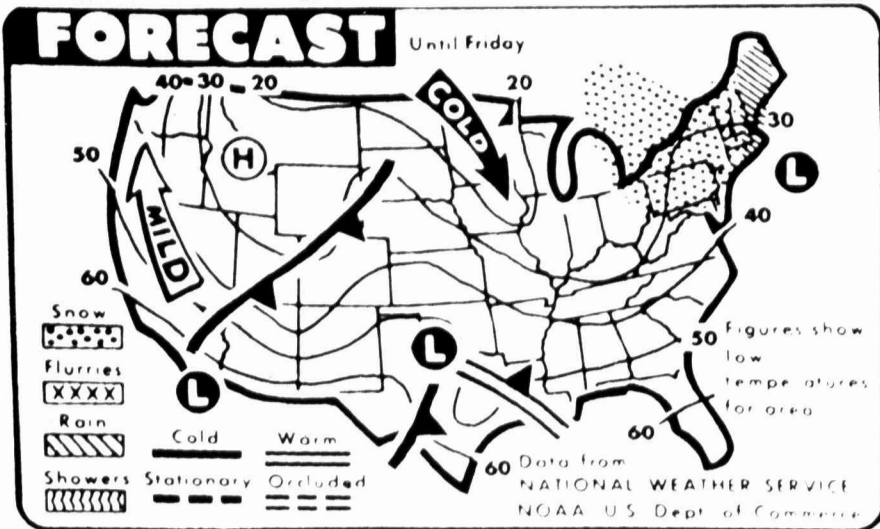 FORECAST
Until Friday
40 - 30 - 20
20
COLD
30
50
H
L
MILD
40
60
Snow
50
Figures show
low
L
Flurries
L
temperatures
for area
Rain
Cold
Warm
60
60
Data from
Showers
Stationary
Occluded
NATIONAL WEATHER SERVICE
NOAA U S Dept of Commerce